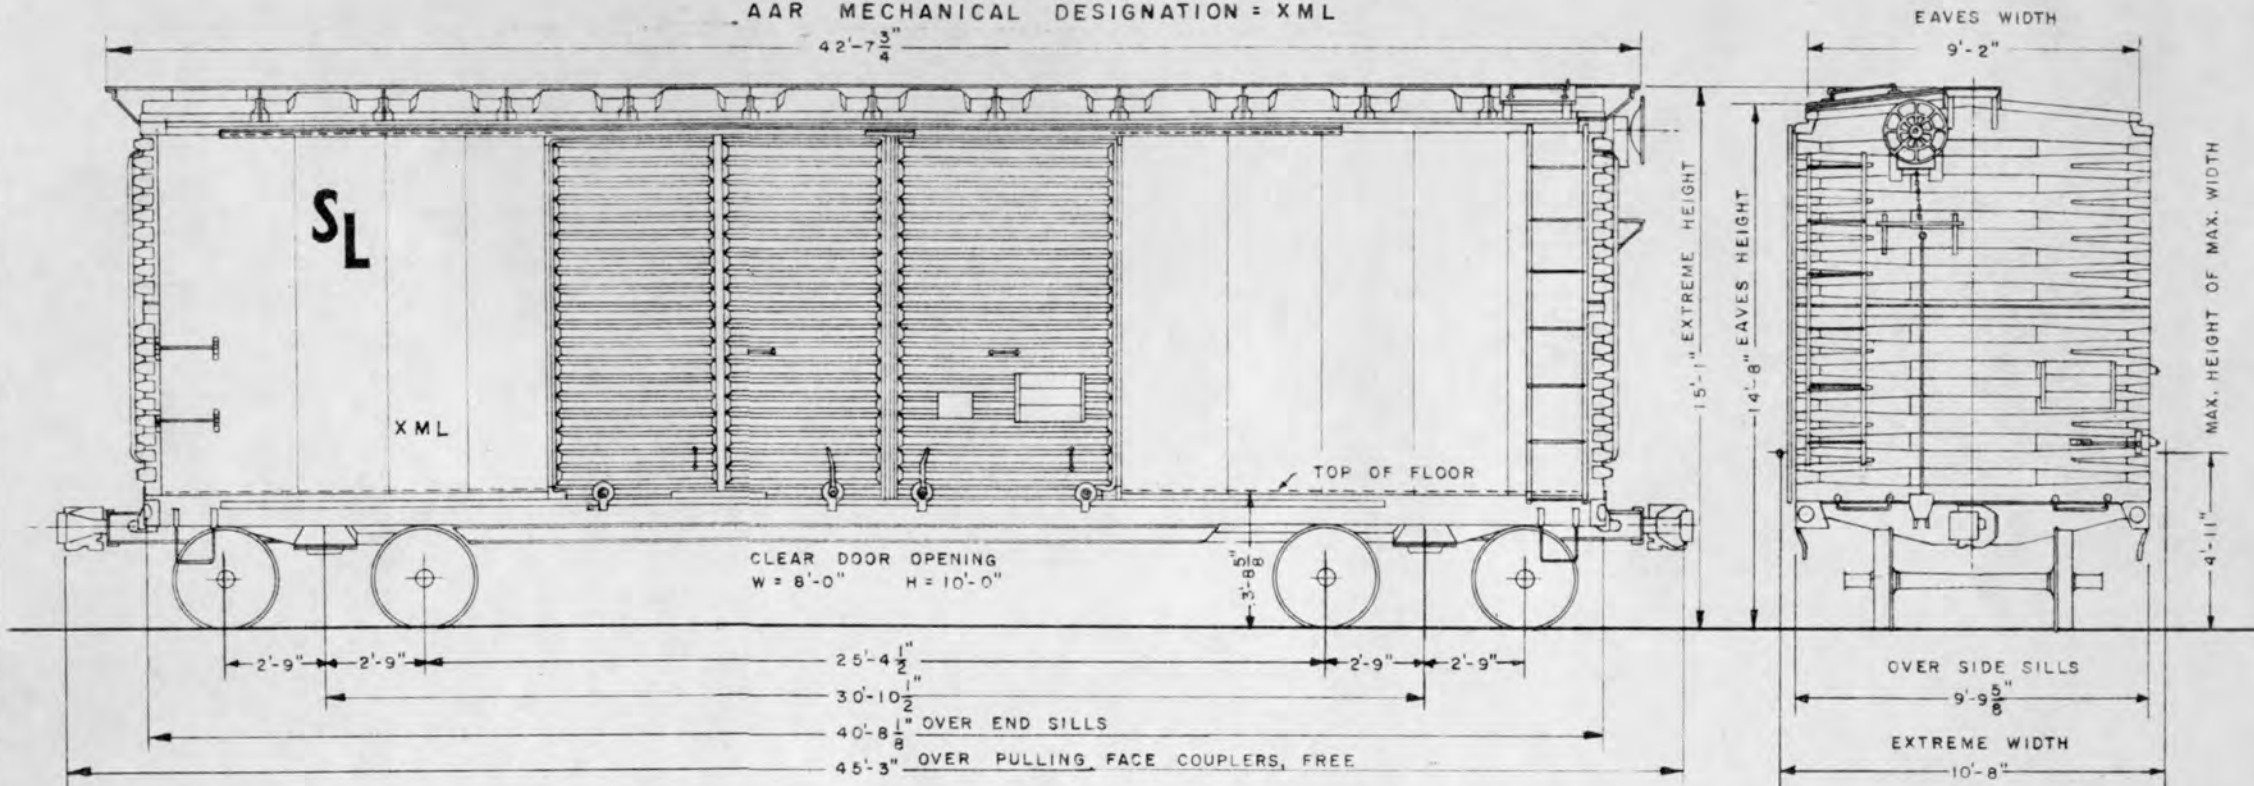 AAR MECHANICAL DESIGNATION = XML
42'-7 3/4"
EAVES WIDTH
9'-2"
SL
XML
TOP OF FLOOR
15'-1" EXTREME HEIGHT
14'-8" EAVES HEIGHT
MAX. HEIGHT OF MAX. WIDTH
4'-11"
CLEAR DOOR OPENING
W = 8'-0" H = 10'-0"
3'-8 5/8"
2'-9" 2'-9" 25'-4 1/2" 2'-9" 2'-9"
30'-10 1/2"
40'-8 1/8" OVER END SILLS
45'-3" OVER PULLING FACE COUPLERS, FREE
OVER SIDE SILLS
9'-9 5/8"
EXTREME WIDTH
10'-8"